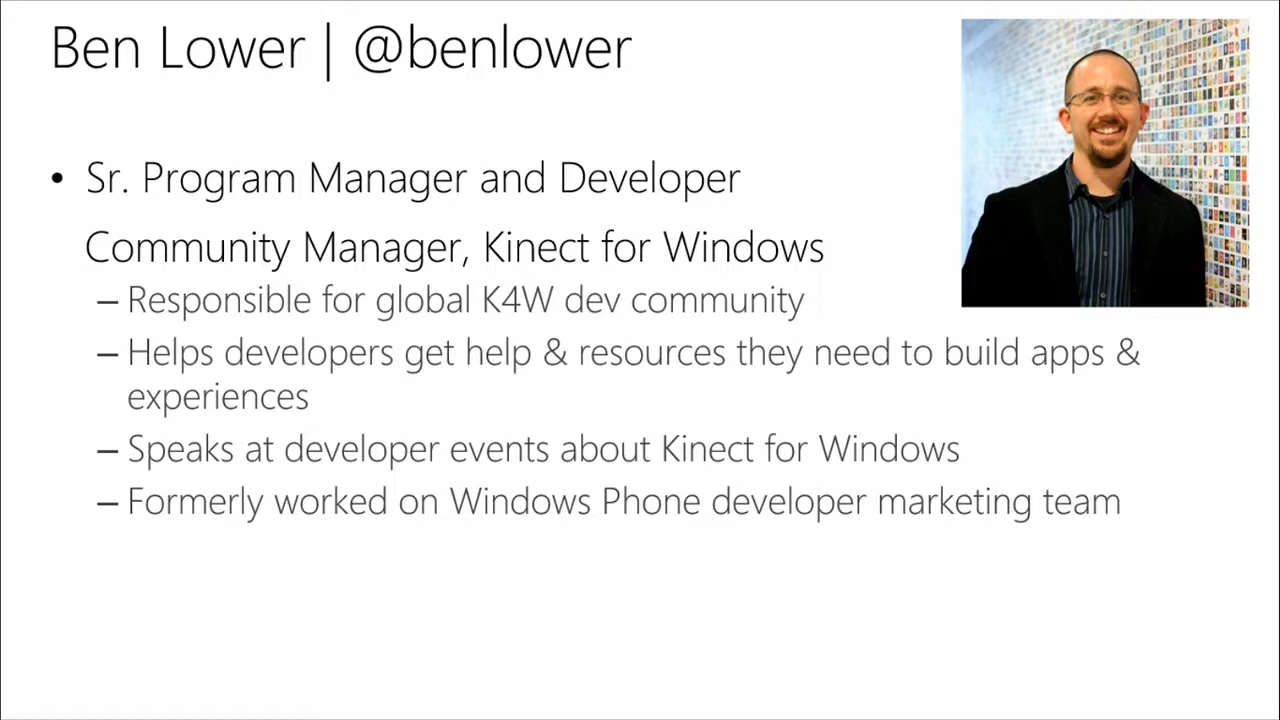 Ben Lower | @benlower
• Sr. Program Manager and Developer
Community Manager, Kinect for Windows
– Responsible for global K4W dev community
– Helps developers get help & resources they need to build apps &
experiences
– Speaks at developer events about Kinect for Windows
– Formerly worked on Windows Phone developer marketing team